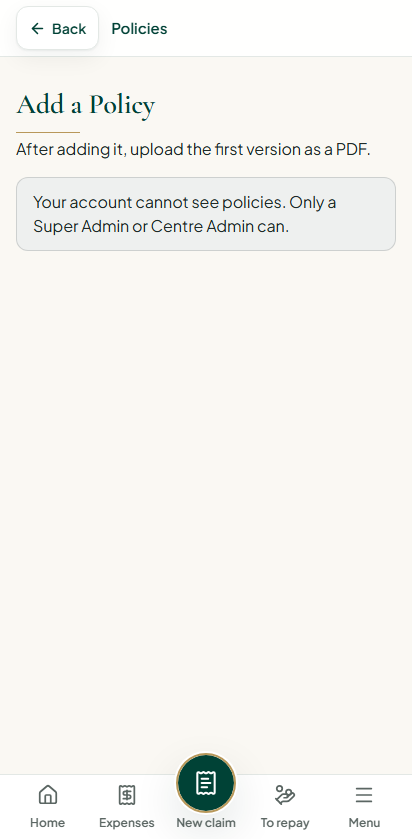 Back
Policies
Add a Policy
After adding it, upload the first version as a PDF.
Your account cannot see policies. Only a
Super Admin or Centre Admin can.
Home
Expenses
New claim
To repay
Menu